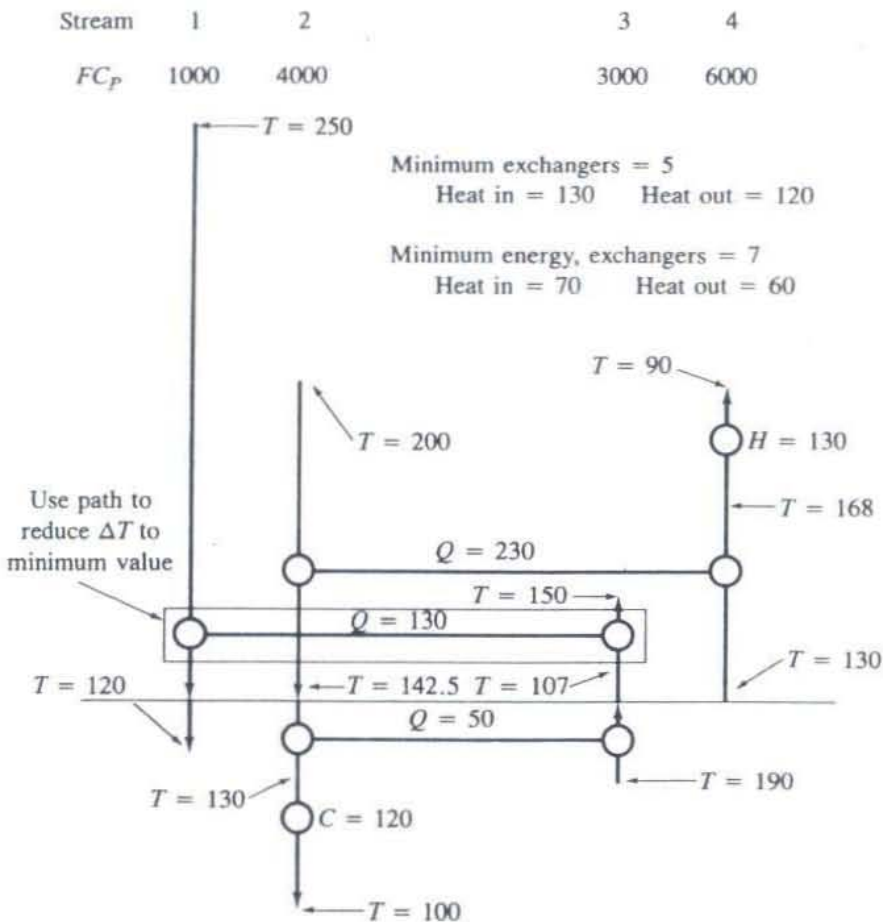 Stream 1 2 3 4
FC_P 1000 4000 3000 6000
T = 250
Minimum exchangers = 5
Heat in = 130 Heat out = 120
Minimum energy, exchangers = 7
Heat in = 70 Heat out = 60
T = 90
T = 200
H = 130
Use path to
reduce ΔT to
minimum value
T = 168
Q = 230
T = 150
Q = 130
T = 120
T = 142.5 T = 107
T = 130
Q = 50
T = 130
T = 190
C = 120
T = 100